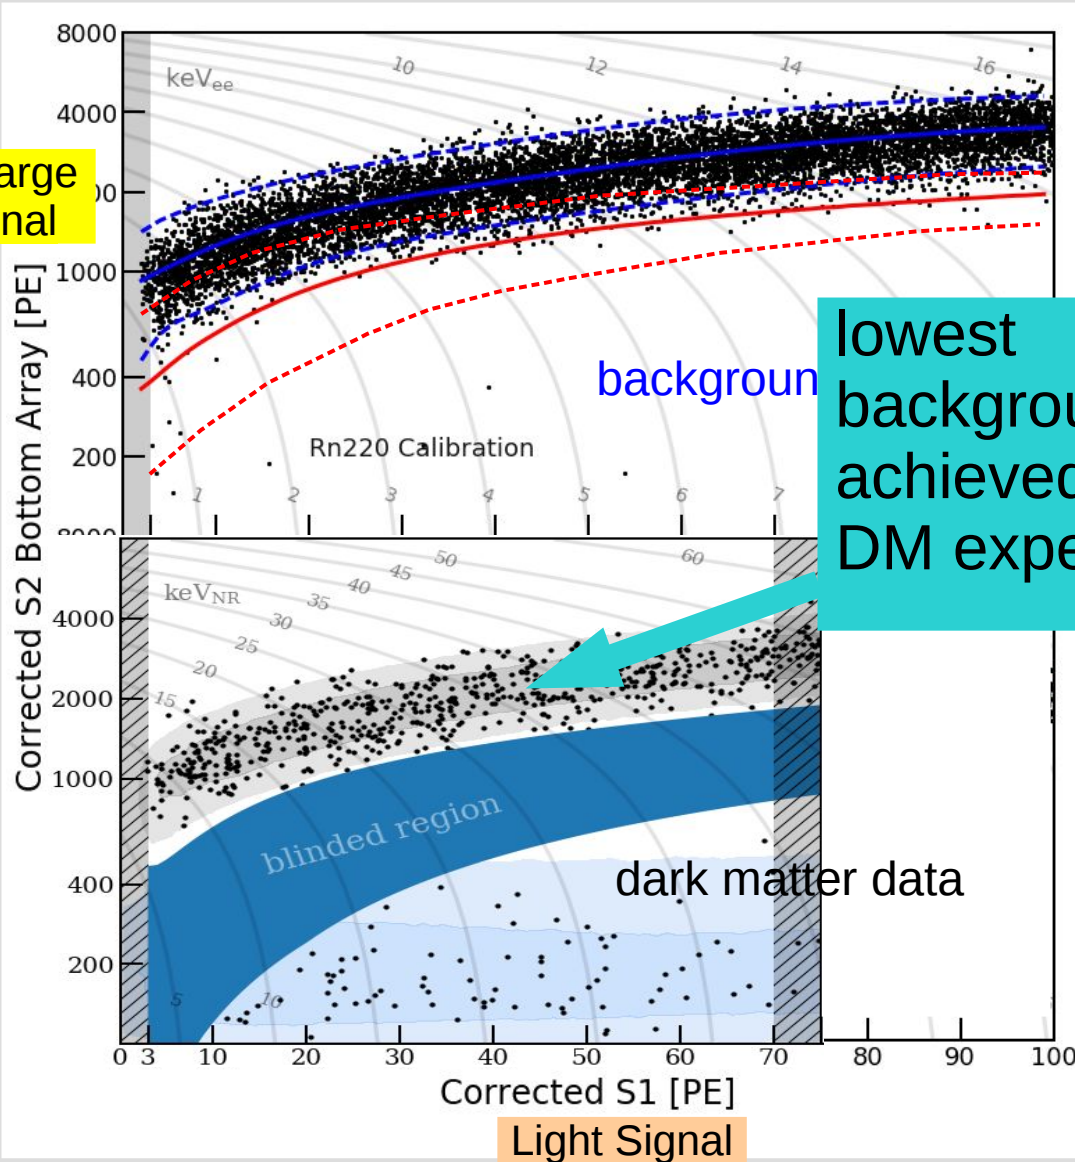 8000
keVee
10
12
14
16
4000
arge
nal
00
1000
Corrected S2 Bottom Array [PE]
lowest
backgrou
achieved
DM expe
400
backgroun
Rn220 Calibration
200
1
2
3
4
5
6
7
50
60
45
40
keVNR
35
30
4000
25
20
15
2000
1000
blinded region
400
dark matter data
200
5
10
0 3 10 20 30 40 50 60 70 80 90 100
Corrected S1 [PE]
Light Signal